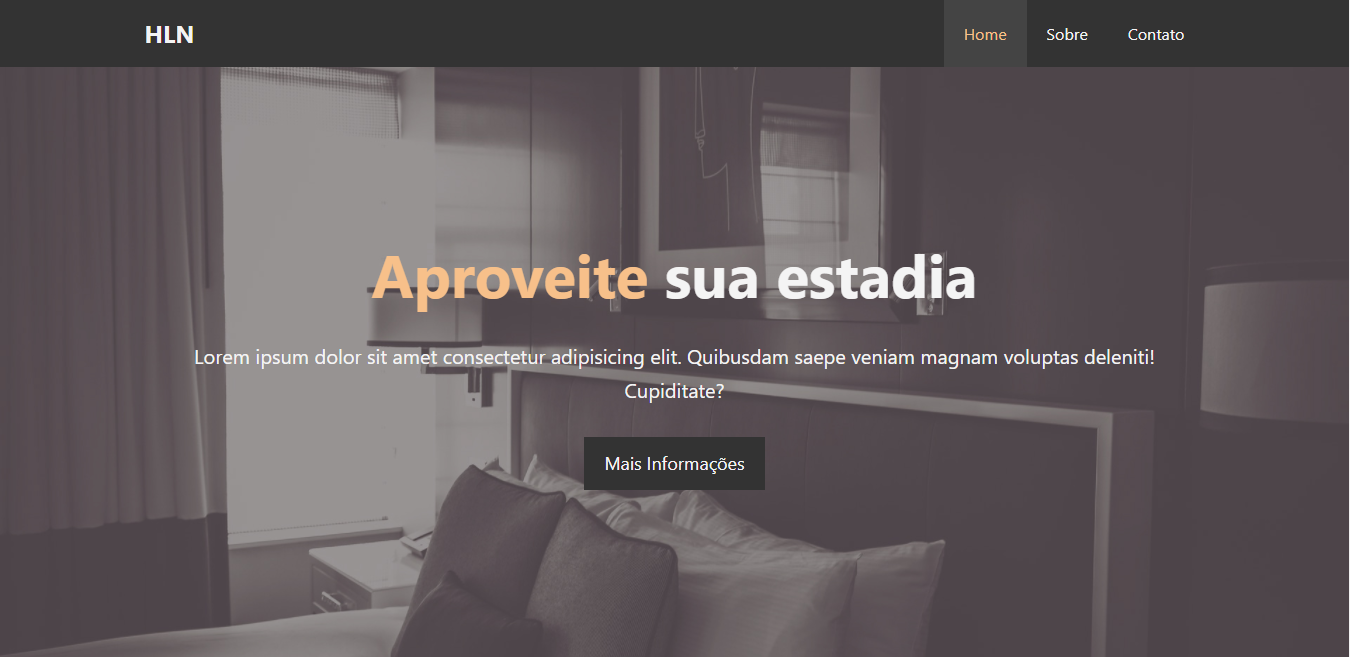 HLN
Home
Sobre
Contato
Aproveite sua estadia
Lorem ipsum dolor sit amet consectetur adipisicing elit. Quibusdam saepe veniam magnam voluptas deleniti!
Cupiditate?
Mais Informações